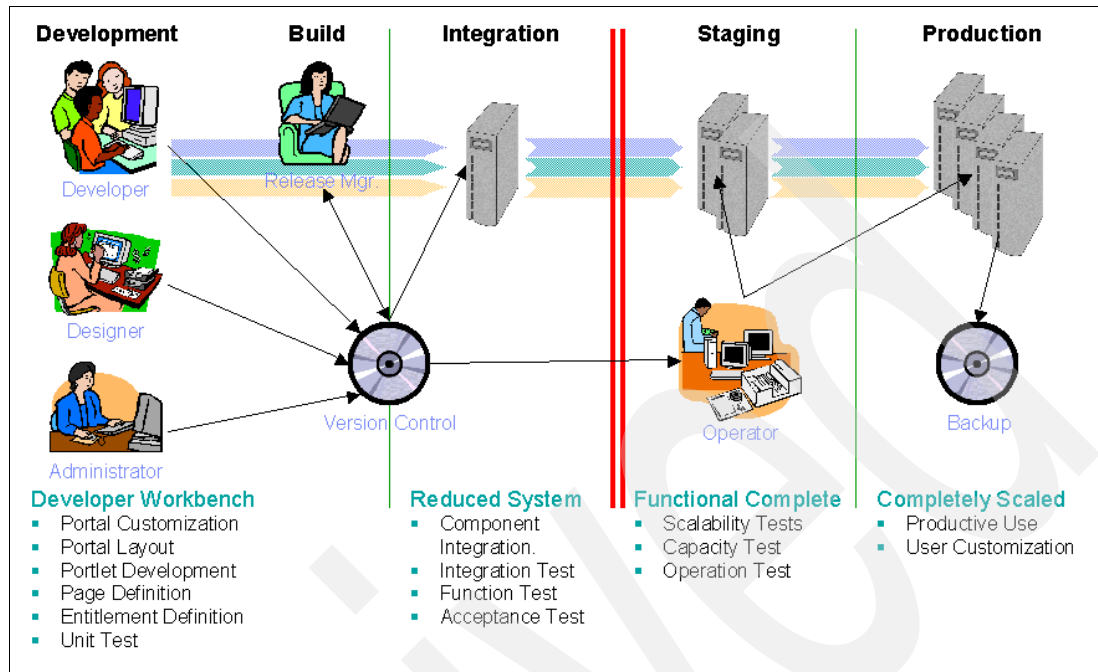 Development
Build
Integration
Staging
Production
Developer
Release Mgr.
Designer
Administrator
Version Control
Operator
Backup
Developer Workbench
Portal Customization
Portal Layout
Portlet Development
Page Definition
Entitlement Definition
Unit Test
Reduced System
Component
Integration.
Integration Test
Function Test
Acceptance Test
Functional Complete
Scalability Tests
Capacity Test
Operation Test
Completely Scaled
Productive Use
User Customization